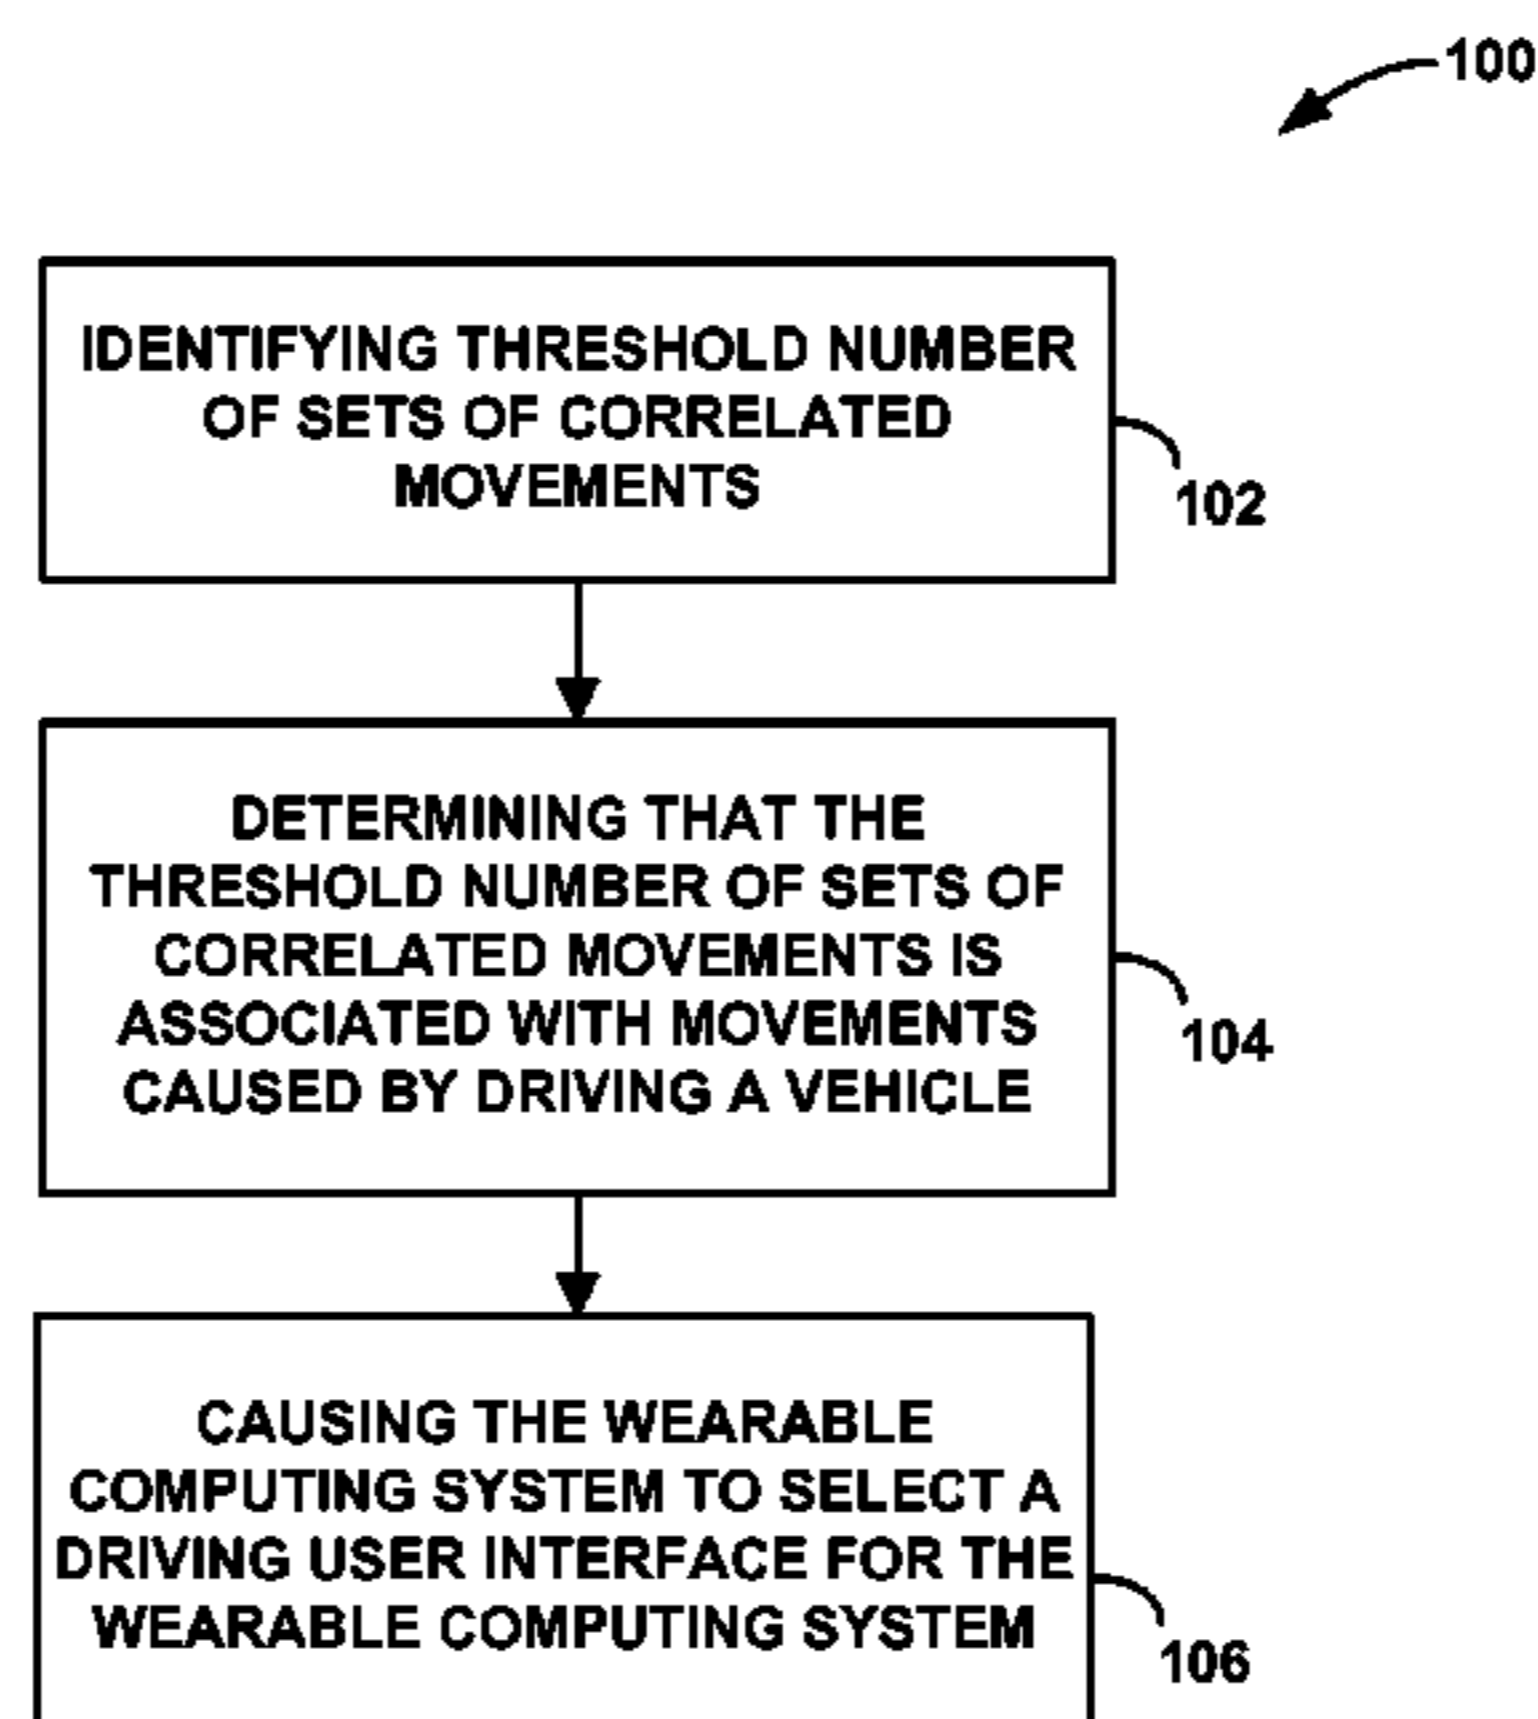 100
IDENTIFYING THRESHOLD NUMBER
OF SETS OF CORRELATED
MOVEMENTS
102
DETERMINING THAT THE
THRESHOLD NUMBER OF SETS OF
CORRELATED MOVEMENTS IS
ASSOCIATED WITH MOVEMENTS
CAUSED BY DRIVING A VEHICLE
104
CAUSING THE WEARABLE
COMPUTING SYSTEM TO SELECT A
DRIVING USER INTERFACE FOR THE
WEARABLE COMPUTING SYSTEM
106